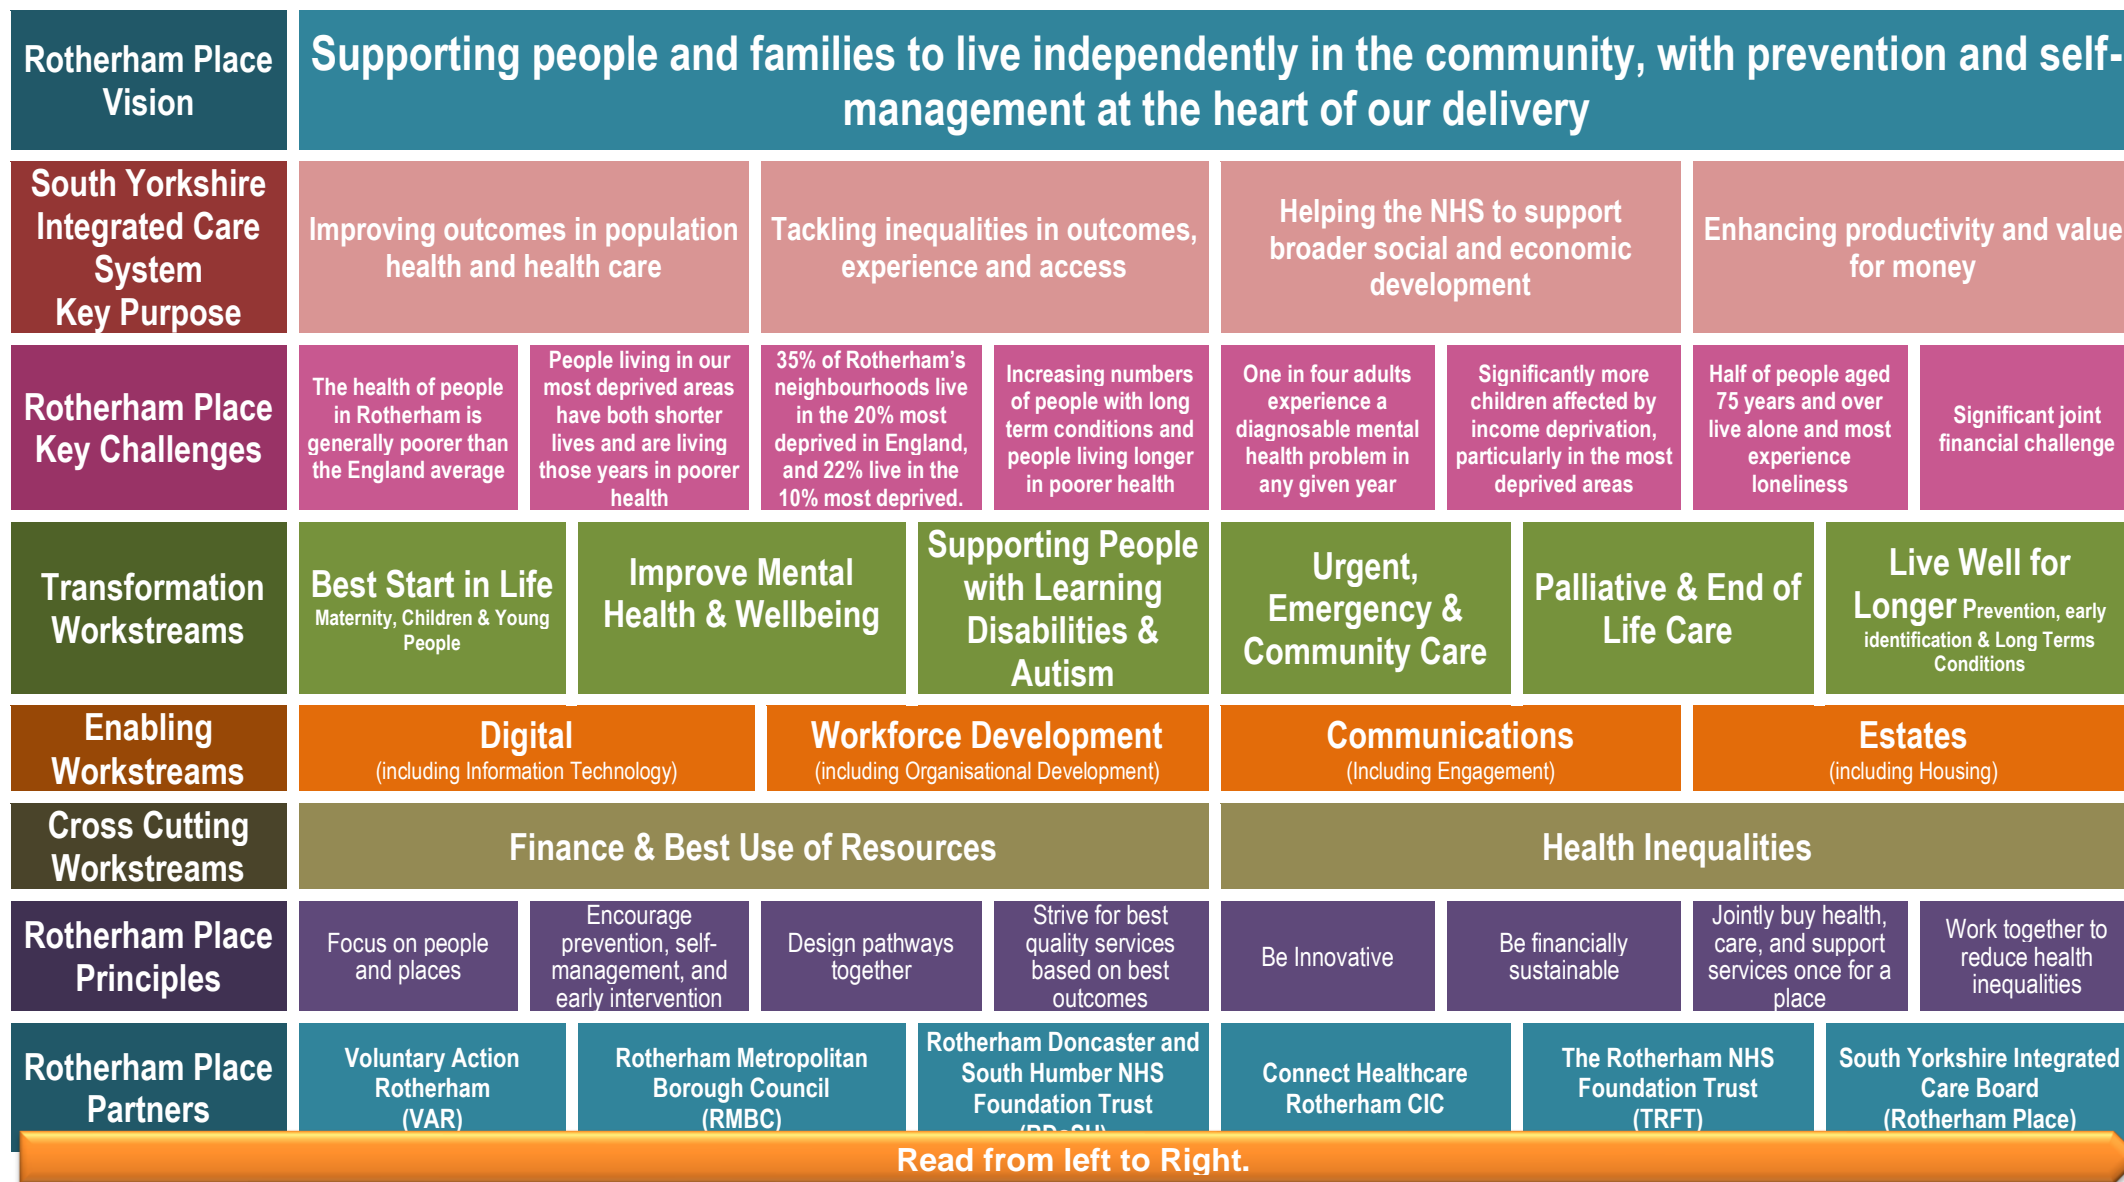 Rotherham Place
Vision
Supporting people and families to live independently in the community, with prevention and self-
management at the heart of our delivery
South Yorkshire
Integrated Care
System
Key Purpose
Improving outcomes in population
health and health care
Tackling inequalities in outcomes,
experience and access
Helping the NHS to support
broader social and economic
development
Enhancing productivity and value
for money
Rotherham Place
Key Challenges
The health of people
in Rotherham is
generally poorer than
the England average
People living in our
most deprived areas
have both shorter
lives and are living
those years in poorer
health
35% of Rotherham’s
neighbourhoods live
in the 20% most
deprived in England,
and 22% live in the
10% most deprived.
Increasing numbers
of people with long
term conditions and
people living longer
in poorer health
One in four adults
experience a
diagnosable mental
health problem in
any given year
Significantly more
children affected by
income deprivation,
particularly in the most
deprived areas
Half of people aged
75 years and over
live alone and most
experience
loneliness
Significant joint
financial challenge
Transformation
Workstreams
Best Start in Life
Maternity, Children & Young
People
Improve Mental
Health & Wellbeing
Supporting People
with Learning
Disabilities &
Autism
Urgent,
Emergency &
Community Care
Palliative & End of
Life Care
Live Well for
Longer Prevention, early
identification & Long Terms
Conditions
Enabling
Workstreams
Digital
(including Information Technology)
Workforce Development
(including Organisational Development)
Communications
(Including Engagement)
Estates
(including Housing)
Cross Cutting
Workstreams
Finance & Best Use of Resources
Health Inequalities
Rotherham Place
Principles
Focus on people
and places
Encourage
prevention, self-
management, and
early intervention
Design pathways
together
Strive for best
quality services
based on best
outcomes
Be Innovative
Be financially
sustainable
Jointly buy health,
care, and support
services once for a
place
Work together to
reduce health
inequalities
Rotherham Place
Partners
Voluntary Action
Rotherham
(VAR)
Rotherham Metropolitan
Borough Council
(RMBC)
Rotherham Doncaster and
South Humber NHS
Foundation Trust
Connect Healthcare
Rotherham CIC
The Rotherham NHS
Foundation Trust
(TRFT)
South Yorkshire Integrated
Care Board
(Rotherham Place)
Read from left to Right.